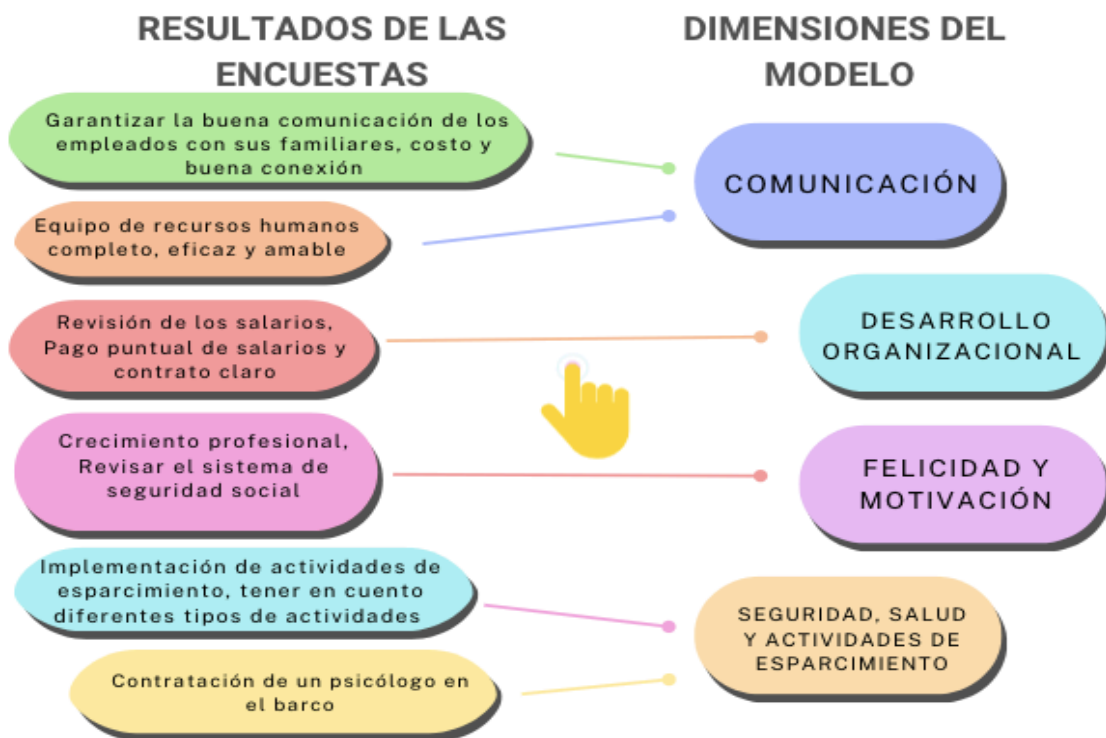 RESULTADOS DE LAS
ENCUESTAS
DIMENSIONES DEL
MODELO
Garantizar la buena comunicación de los
empleados con sus familiares, costo y
buena conexión
COMUNICACIÓN
Equipo de recursos humanos
completo, eficaz y amable
Revisión de los salarios,
Pago puntual de salarios y
contrato claro
DESARROLLO
ORGANIZACIONAL
Crecimiento profesional,
Revisar el sistema de
seguridad social
FELICIDAD Y
MOTIVACIÓN
Implementación de actividades de
esparcimiento, tener en cuento
diferentes tipos de actividades
SEGURIDAD, SALUD
Y ACTIVIDADES DE
ESPARCIMIENTO
Contratación de un psicólogo en
el barco